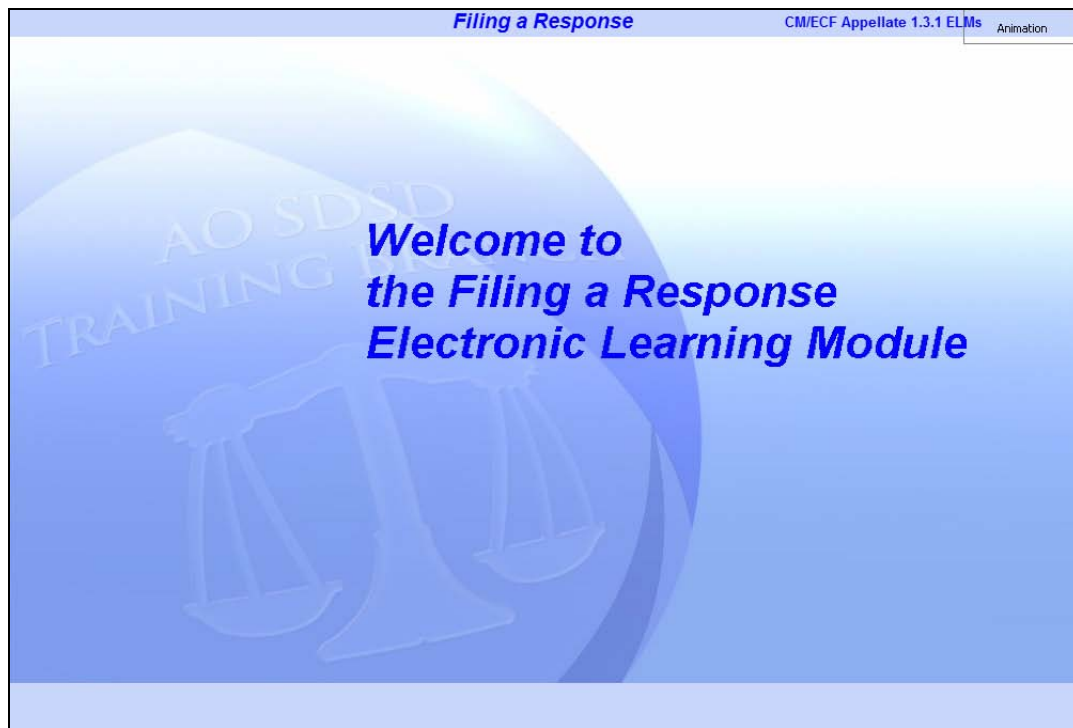 Filing a Response
CM/ECF Appellate 1.3.1 ELMs
Animation
AO SDSD
TRAINING BRANCH
Welcome to
the Filing a Response
Electronic Learning Module